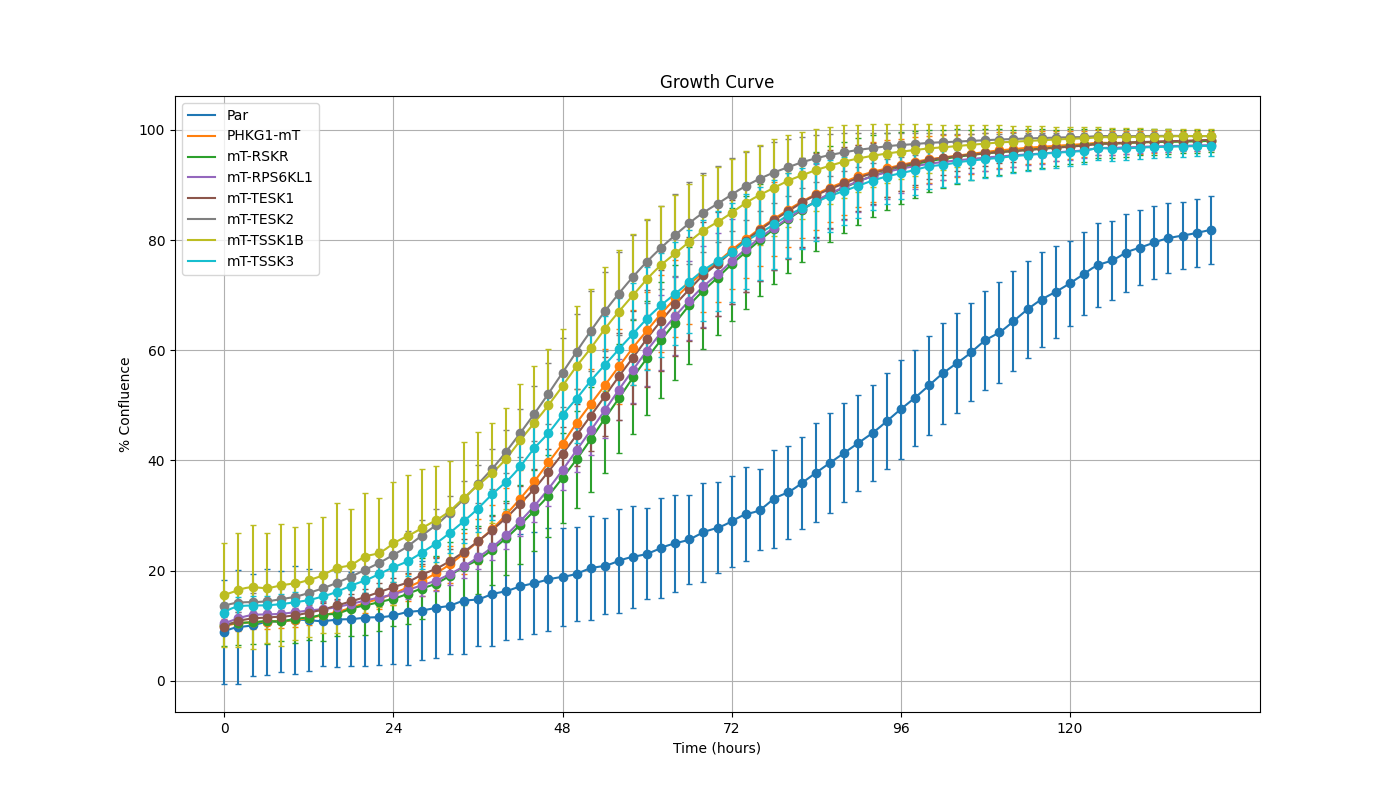 Growth Curve
Par
PHKG1-mT
mT-RSKR
mT-RPS6KL1
mT-TESK1
mT-TESK2
mT-TSSK1B
mT-TSSK3
100
80
60
40
20
0
% Confluence
0 24 48 72 96 120
Time (hours)